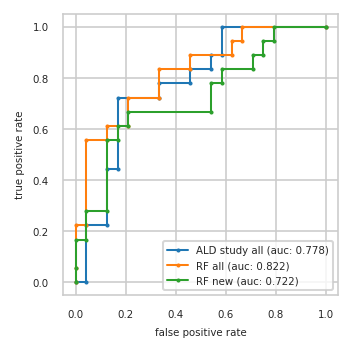 1.0
0.8
0.6
0.4
0.2
0.0
true positive rate
ALD study all (auc: 0.778)
RF all (auc: 0.822)
RF new (auc: 0.722)
0.0 0.2 0.4 0.6 0.8 1.0
false positive rate